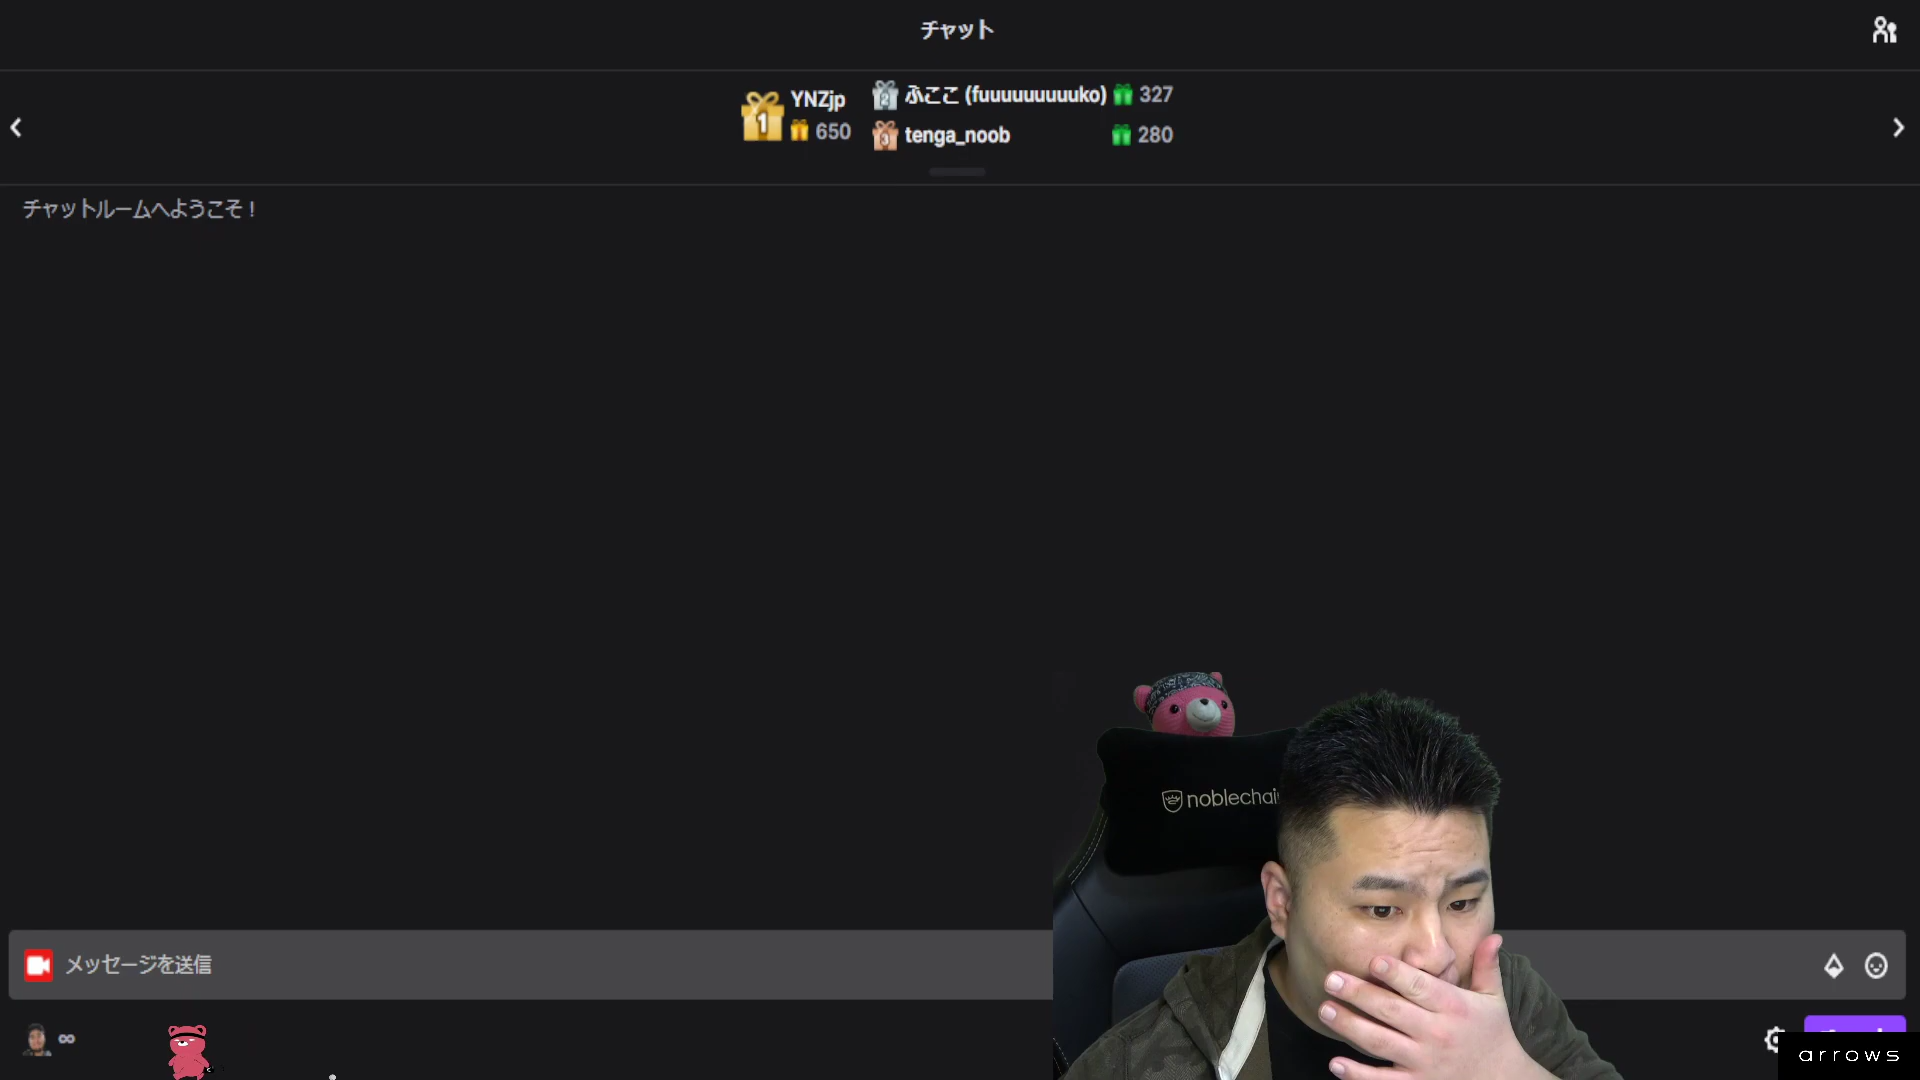 チャット
YNZjp
650
ぷここ (fuuuuuuuuuko) 327
tenga_noob 280
チャットルームへようこそ！
noblechai
メッセージを送信
arrows